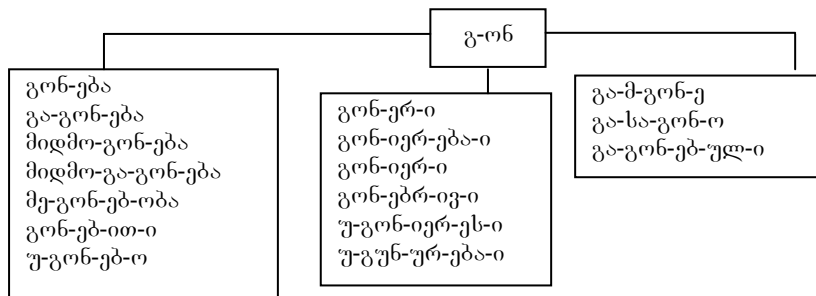 გ-ონ
გონ-ება
გა-გონ-ება
მიდმო-გონ-ება
მიდმო-გა-გონ-ება
მე-გონ-ებ-ობა
გონ-ებ-ით-ი
უ-გონ-ებ-ო
გონ-ერ-ი
გონ-იერ-ება-ი
გონ-იერ-ი
გონ-ებრ-ივ-ი
უ-გონ-იერ-ეს-ი
უ-გუნ-ურ-ება-ი
გა-მ-გონ-ე
გა-სა-გონ-ო
გა-გონ-ებ-ულ-ი